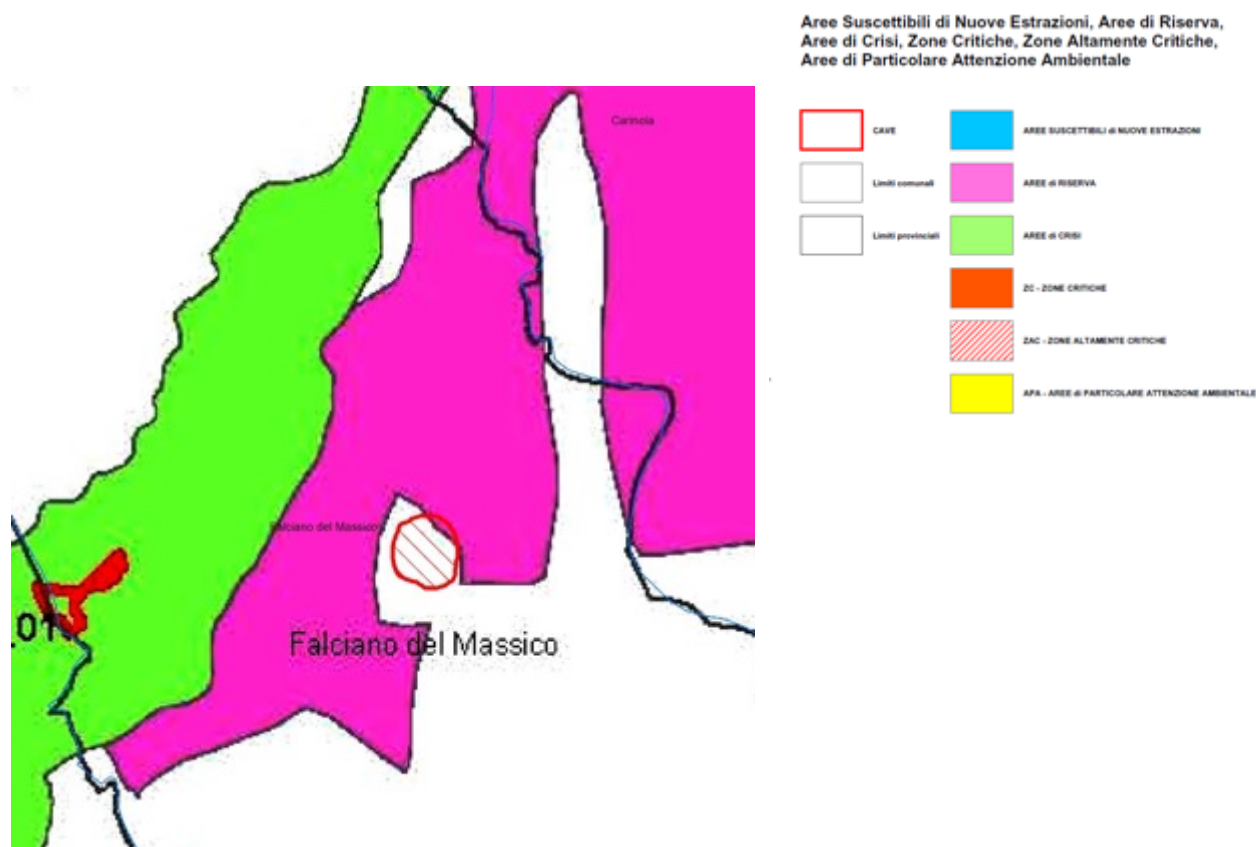 Aree Suscettibili di Nuove Estrazioni, Aree di Riserva,
Aree di Crisi, Zone Critiche, Zone Altamente Critiche,
Aree di Particolare Attenzione Ambientale
CAVE
AREE SUSCETTIBILI di NUOVE ESTRAZIONI
Limiti comunali
AREE di RISERVA
Limiti provinciali
AREE di CRISI
ZC - ZONE CRITICHE
ZAC - ZONE ALTAMENTE CRITICHE
APA - AREE di PARTICOLARE ATTENZIONE AMBIENTALE
Carinola
Falciano del Massico
01
Falciano del Massico